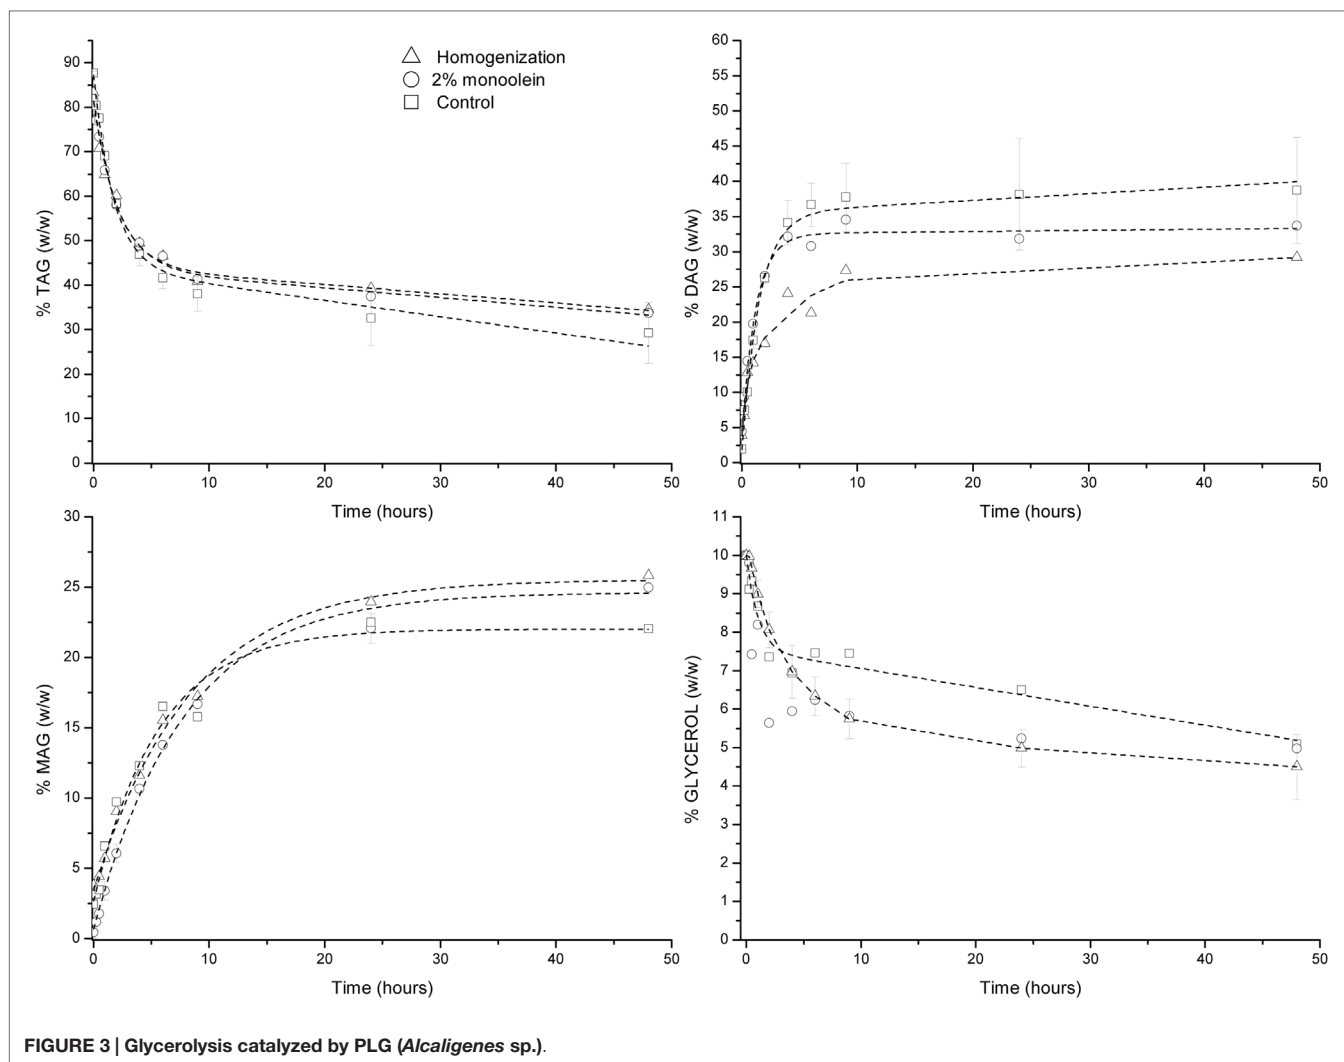 Homogenization
2% monoolein
Control
% TAG (w/w)
90
80
70
60
50
40
30
20
10
0
0 10 20 30 40 50
Time (hours)
% DAG (w/w)
60
55
50
45
40
35
30
25
20
15
10
5
0
0 10 20 30 40 50
Time (hours)
% MAG (w/w)
30
25
20
15
10
5
0
0 10 20 30 40 50
Time (hours)
% GLYCEROL (w/w)
11
10
9
8
7
6
5
4
3
2
1
0
0 10 20 30 40 50
Time (hours)
FIGURE 3 | Glycerolysis catalyzed by PLG (Alcaligenes sp.).